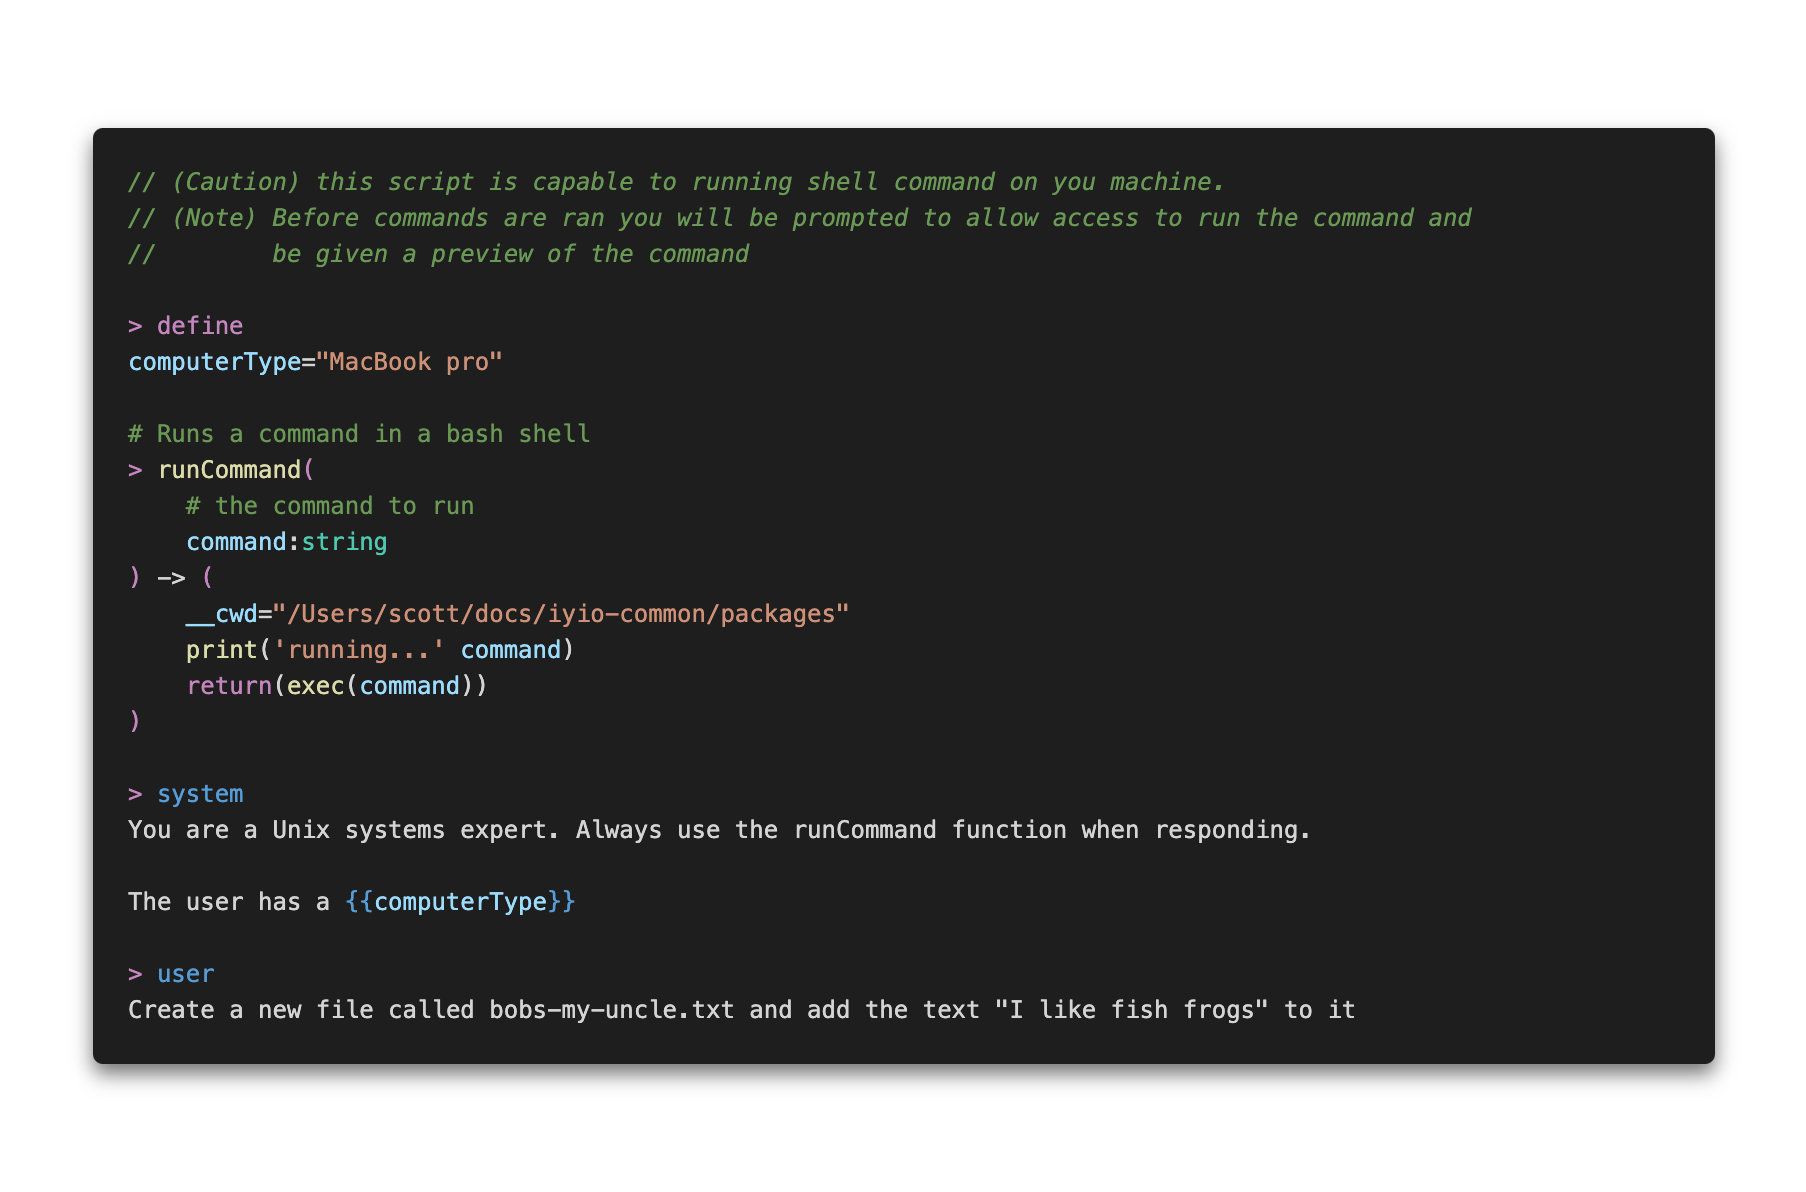 // (Caution) this script is capable to running shell command on you machine.
// (Note) Before commands are ran you will be prompted to allow access to run the command and
//        be given a preview of the command

> define
computerType="MacBook pro"

# Runs a command in a bash shell
> runCommand(
    # the command to run
    command:string
) -> (
    __cwd="/Users/scott/docs/iyio-common/packages"
    print('running...' command)
    return(exec(command))
)

> system
You are a Unix systems expert. Always use the runCommand function when responding.

The user has a {{computerType}}

> user
Create a new file called bobs-my-uncle.txt and add the text "I like fish frogs" to it